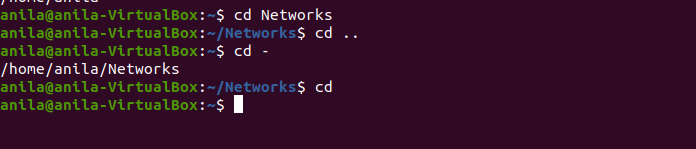 /home/anila
anila@anila-VirtualBox:~$ cd Networks
anila@anila-VirtualBox:~/Networks$ cd ..
anila@anila-VirtualBox:~$ cd -
/home/anila/Networks
anila@anila-VirtualBox:~/Networks$ cd
anila@anila-VirtualBox:~$